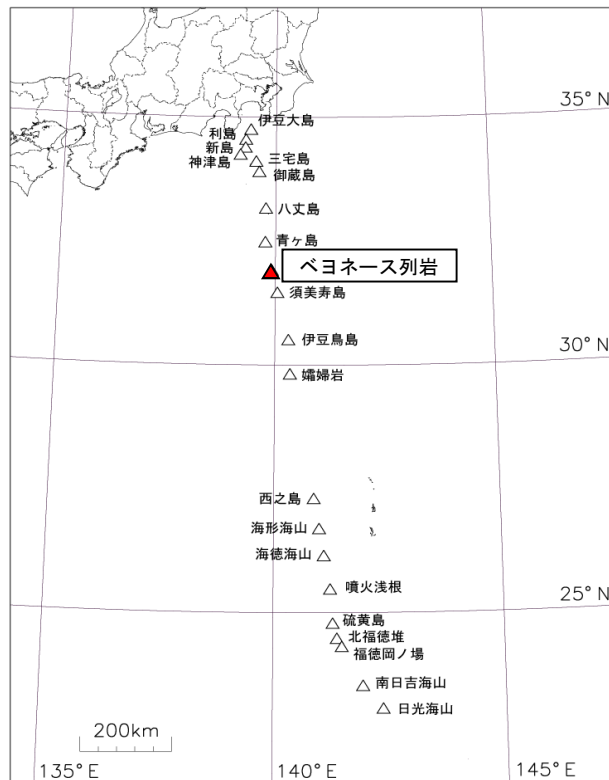 35° N
伊豆大島
利島
新島
神津島
三宅島
御蔵島
八丈島
青ヶ島
ベヨネース列岩
須美寿島
伊豆鳥島
30° N
孀婦岩
西之島
海形海山
海徳海山
噴火浅根
25° N
硫黄島
北福徳堆
福徳岡ノ場
南日吉海山
日光海山
200km
135° E
140° E
145° E